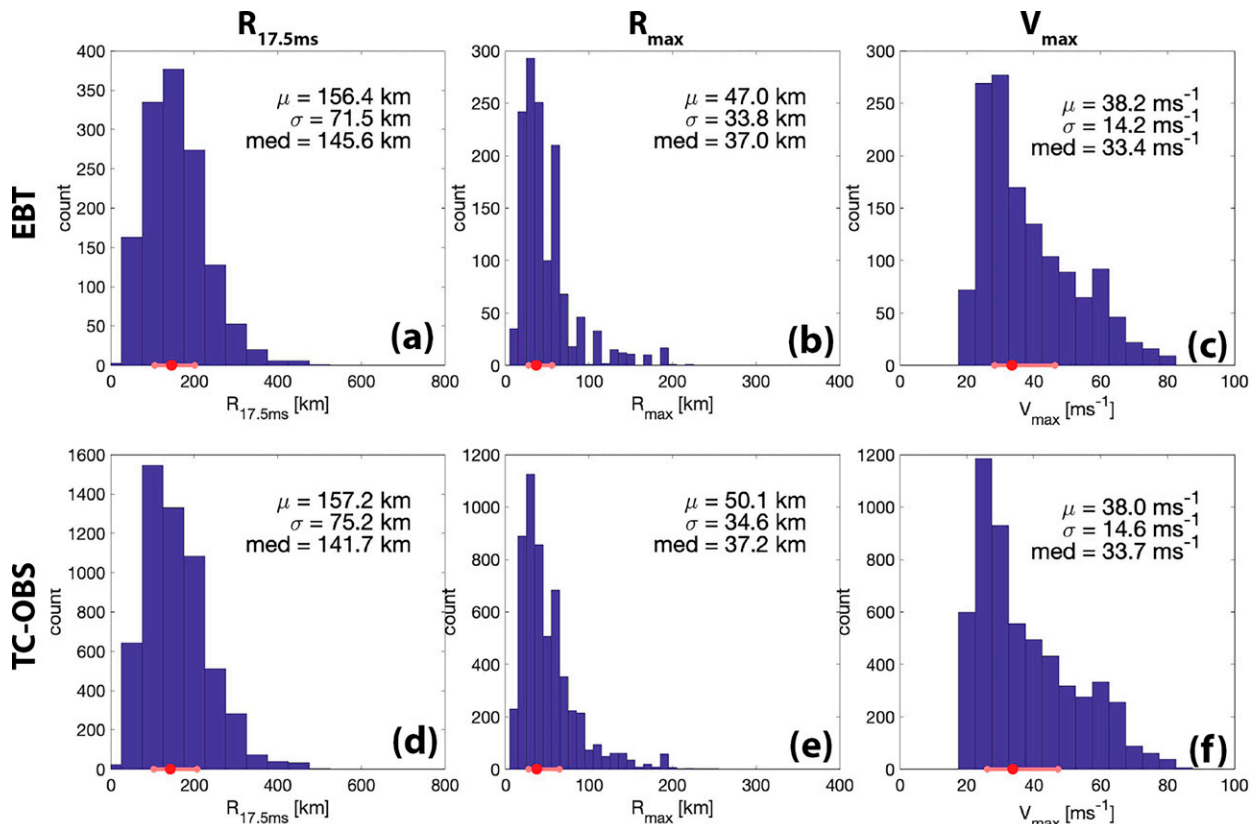 R17.5ms
Rmax
Vmax
EBT
400
350
300
250
200
150
100
50
0
count
μ = 156.4 km
σ = 71.5 km
med = 145.6 km
(a)
0 200 400 600 800
R17.5ms [km]
300
250
200
150
100
50
0
count
μ = 47.0 km
σ = 33.8 km
med = 37.0 km
(b)
0 100 200 300 400
Rmax [km]
300
250
200
150
100
50
0
count
μ = 38.2 ms-1
σ = 14.2 ms-1
med = 33.4 ms-1
(c)
0 20 40 60 80 100
Vmax [ms-1]
TC-OBS
1600
1400
1200
1000
800
600
400
200
0
count
μ = 157.2 km
σ = 75.2 km
med = 141.7 km
(d)
0 200 400 600 800
R17.5ms [km]
1200
1000
800
600
400
200
0
count
μ = 50.1 km
σ = 34.6 km
med = 37.2 km
(e)
0 100 200 300 400
Rmax [km]
1200
1000
800
600
400
200
0
count
μ = 38.0 ms-1
σ = 14.6 ms-1
med = 33.7 ms-1
(f)
0 20 40 60 80 100
Vmax [ms-1]